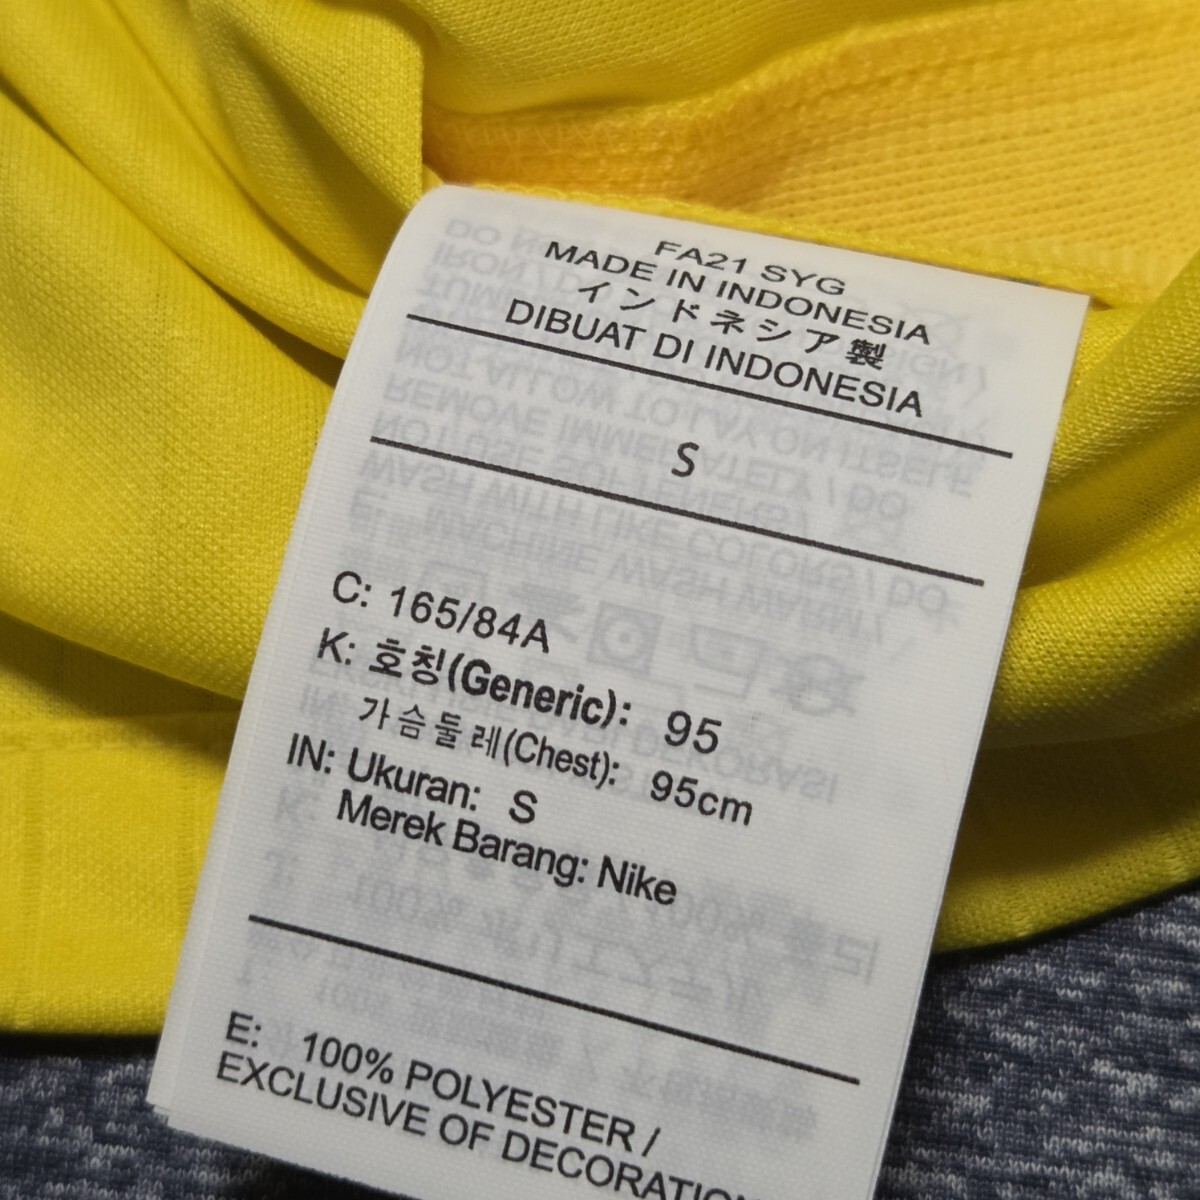 FA21 SYG
MADE IN INDONESIA
インドネシア製
DIBUAT DI INDONESIA
S
C: 165/84A
K: 호칭(Generic): 95
가슴둘레(Chest): 95cm
IN: Ukuran: S
Merek Barang: Nike
E: 100% POLYESTER /
EXCLUSIVE OF